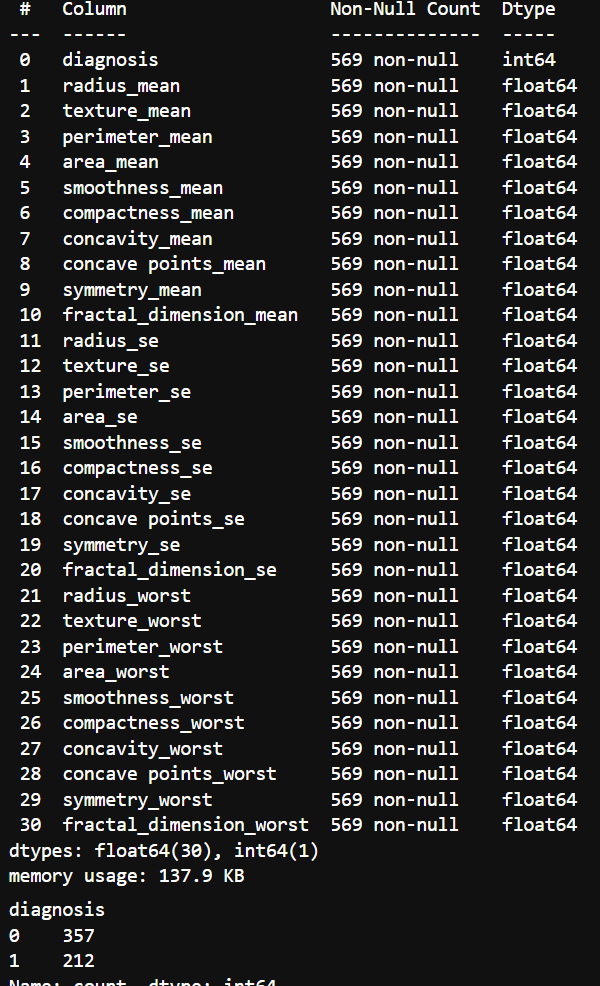 #   Column                   Non-Null Count  Dtype
---  ------                   --------------  -----
 0   diagnosis                569 non-null    int64
 1   radius_mean              569 non-null    float64
 2   texture_mean             569 non-null    float64
 3   perimeter_mean           569 non-null    float64
 4   area_mean                569 non-null    float64
 5   smoothness_mean          569 non-null    float64
 6   compactness_mean         569 non-null    float64
 7   concavity_mean           569 non-null    float64
 8   concave points_mean      569 non-null    float64
 9   symmetry_mean            569 non-null    float64
 10  fractal_dimension_mean   569 non-null    float64
 11  radius_se                569 non-null    float64
 12  texture_se               569 non-null    float64
 13  perimeter_se             569 non-null    float64
 14  area_se                  569 non-null    float64
 15  smoothness_se            569 non-null    float64
 16  compactness_se           569 non-null    float64
 17  concavity_se             569 non-null    float64
 18  concave points_se        569 non-null    float64
 19  symmetry_se              569 non-null    float64
 20  fractal_dimension_se     569 non-null    float64
 21  radius_worst             569 non-null    float64
 22  texture_worst            569 non-null    float64
 23  perimeter_worst          569 non-null    float64
 24  area_worst               569 non-null    float64
 25  smoothness_worst         569 non-null    float64
 26  compactness_worst        569 non-null    float64
 27  concavity_worst          569 non-null    float64
 28  concave points_worst     569 non-null    float64
 29  symmetry_worst           569 non-null    float64
 30  fractal_dimension_worst  569 non-null    float64
dtypes: float64(30), int64(1)
memory usage: 137.9 KB
diagnosis
0    357
1    212
Name: count, dtype: int64